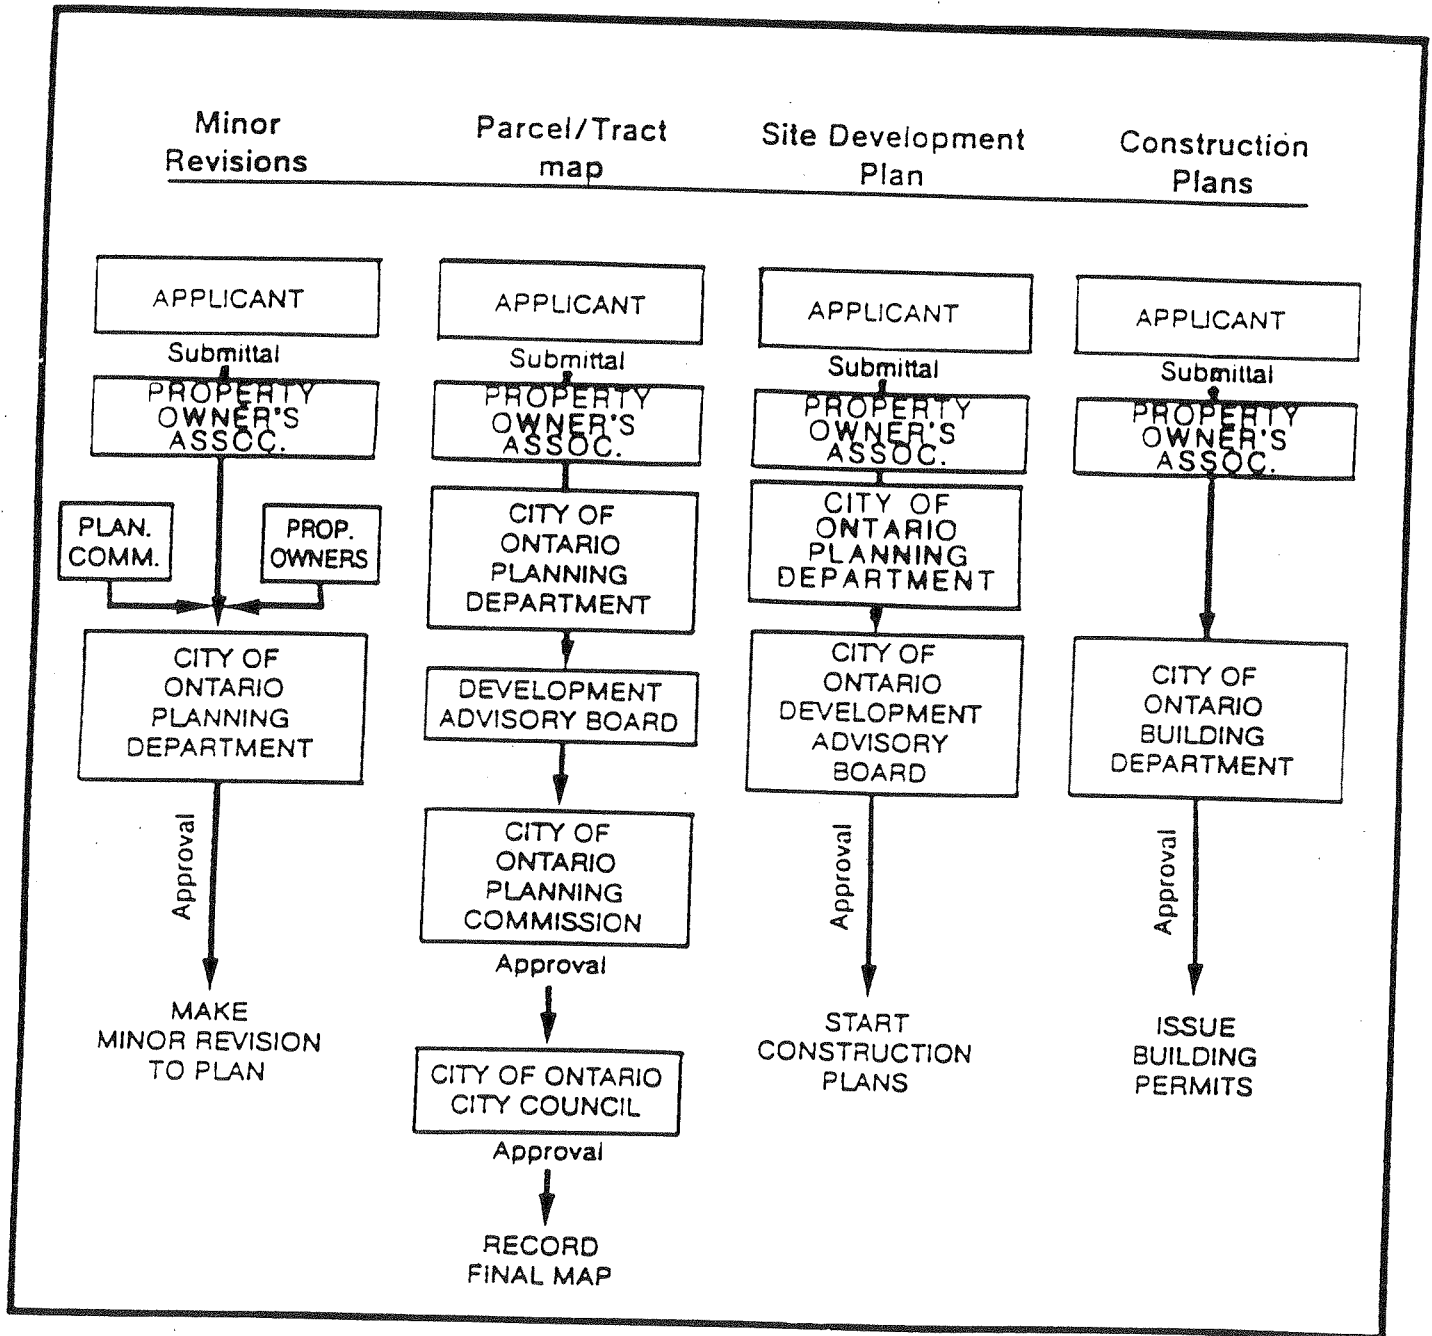 Minor
Revisions
Parcel/Tract
map
Site Development
Plan
Construction
Plans
APPLICANT
Submittal
PROPERTY
OWNER'S
ASSOC.
PLAN.
COMM.
PROP.
OWNERS
CITY OF
ONTARIO
PLANNING
DEPARTMENT
Approval
MAKE
MINOR REVISION
TO PLAN
APPLICANT
Submittal
PROPERTY
OWNER'S
ASSOC.
CITY OF
ONTARIO
PLANNING
DEPARTMENT
DEVELOPMENT
ADVISORY BOARD
CITY OF
ONTARIO
PLANNING
COMMISSION
Approval
CITY OF ONTARIO
CITY COUNCIL
Approval
RECORD
FINAL MAP
APPLICANT
Submittal
PROPERTY
OWNER'S
ASSOC.
CITY OF
ONTARIO
PLANNING
DEPARTMENT
CITY OF
ONTARIO
DEVELOPMENT
ADVISORY
BOARD
Approval
START
CONSTRUCTION
PLANS
APPLICANT
Submittal
PROPERTY
OWNER'S
ASSOC.
CITY OF
ONTARIO
BUILDING
DEPARTMENT
Approval
ISSUE
BUILDING
PERMITS